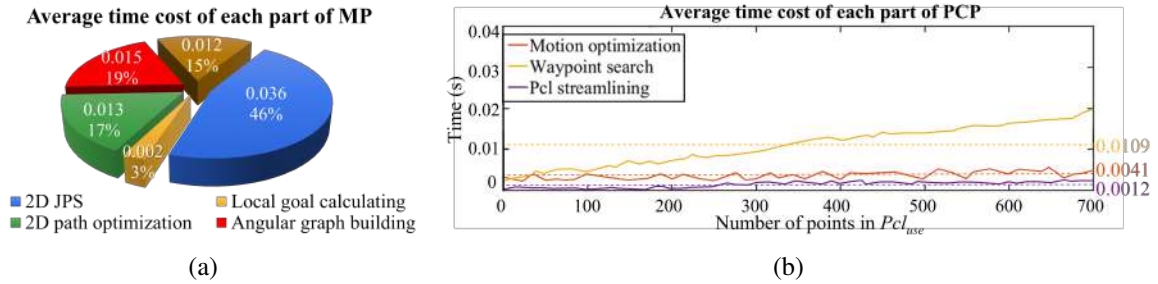 Average time cost of each part of MP
0.012
15%
0.015
19%
0.036
46%
0.013
17%
0.002
3%
2D JPS
Local goal calculating
2D path optimization
Angular graph building
(a)
Average time cost of each part of PCP
0.04
0.03
0.02
0.01
0
Time (s)
Motion optimization
Waypoint search
Pcl streamlining
0.0109
0.0041
0.0012
0 100 200 300 400 500 600 700
Number of points in Pcl_use
(b)